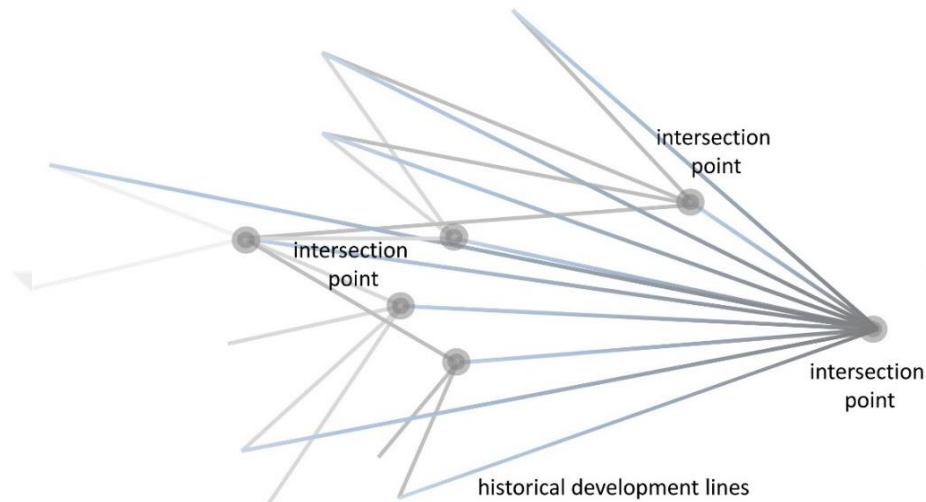 intersection
point
intersection
point
intersection
point
historical development lines